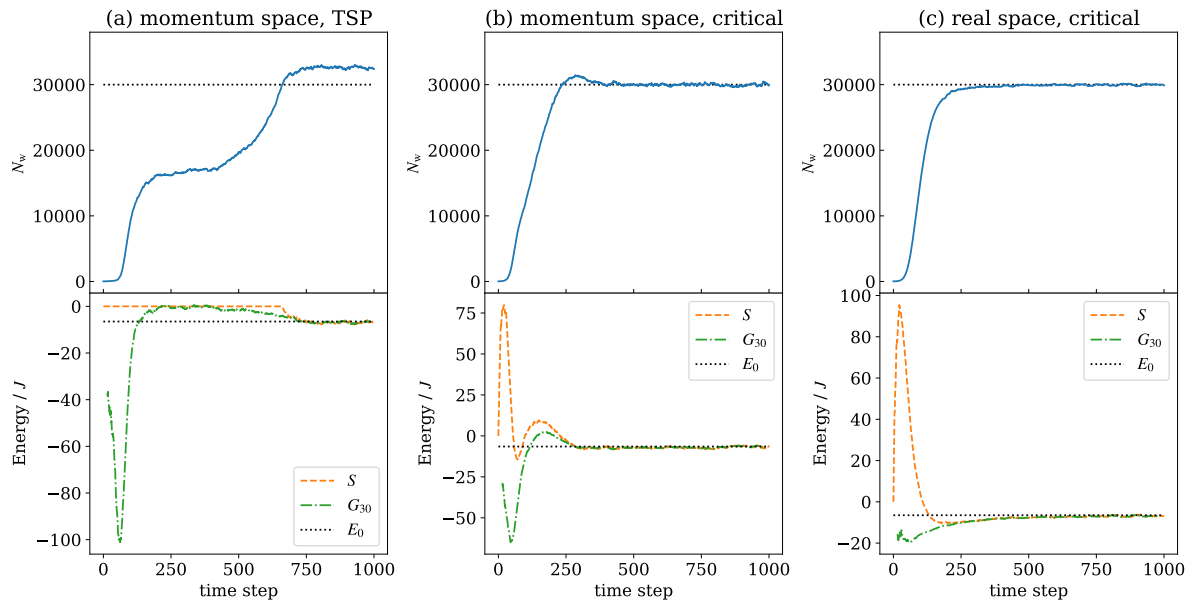 (a) momentum space, TSP
(b) momentum space, critical
(c) real space, critical
30000
20000
10000
0
N_w
30000
20000
10000
0
N_w
30000
20000
10000
0
N_w
0
−20
−40
−60
−80
−100
Energy / J
S
G_30
E_0
0
250
500
750
1000
time step
75
50
25
0
−25
−50
Energy / J
S
G_30
E_0
0
250
500
750
1000
time step
100
80
60
40
20
0
−20
Energy / J
S
G_30
E_0
0
250
500
750
1000
time step